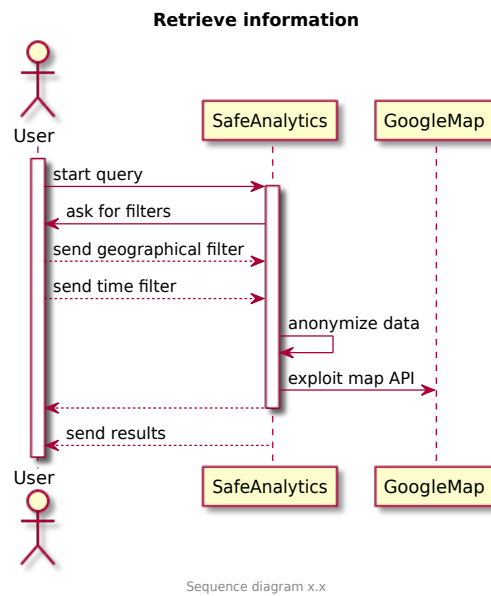 Retrieve information
User
SafeAnalytics
GoogleMap
start query
ask for filters
send geographical filter
send time filter
anonymize data
exploit map API
send results
User
SafeAnalytics
GoogleMap
Sequence diagram x.x